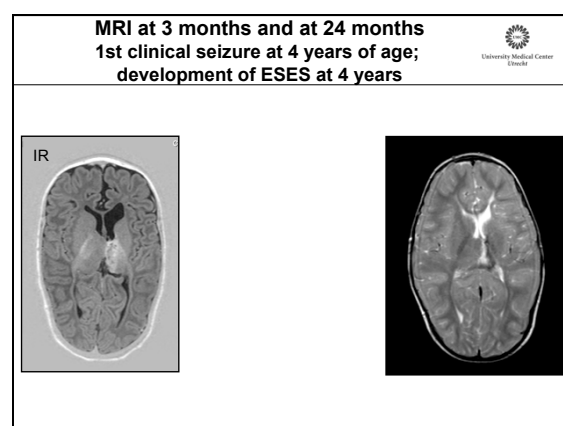 MRI at 3 months and at 24 months
1st clinical seizure at 4 years of age;
development of ESES at 4 years
University Medical Center
Utrecht
IR